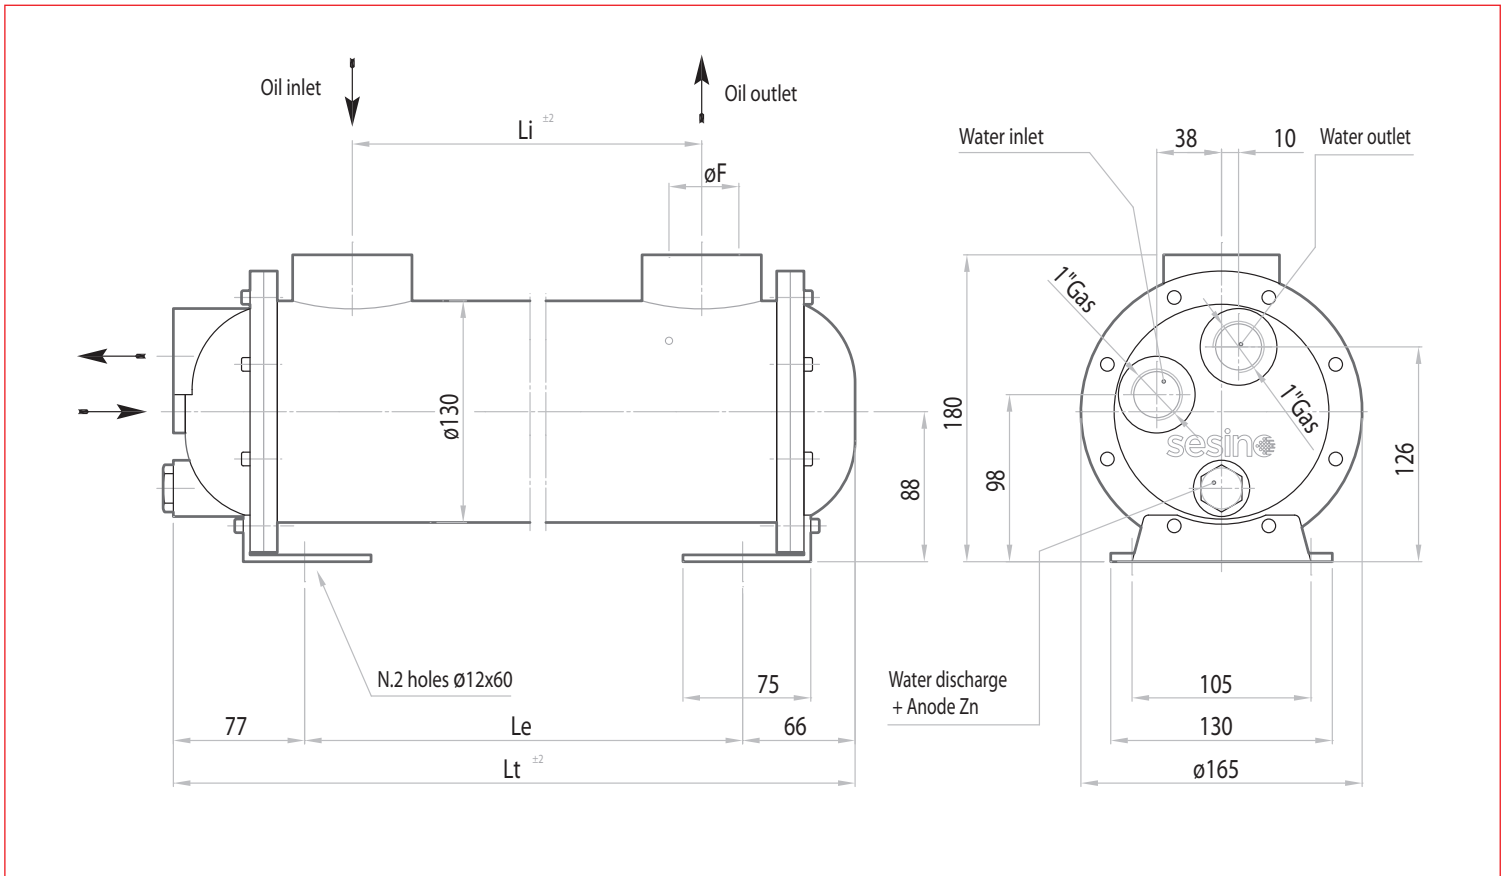 Oil inlet
Oil outlet
Li ±2
øF
Water inlet
38
10
Water outlet
1"Gas
1"Gas
ø130
180
98
88
126
sesino
N.2 holes Ø12x60
75
Water discharge
+ Anode Zn
105
77
Le
66
130
Lt ±2
ø165